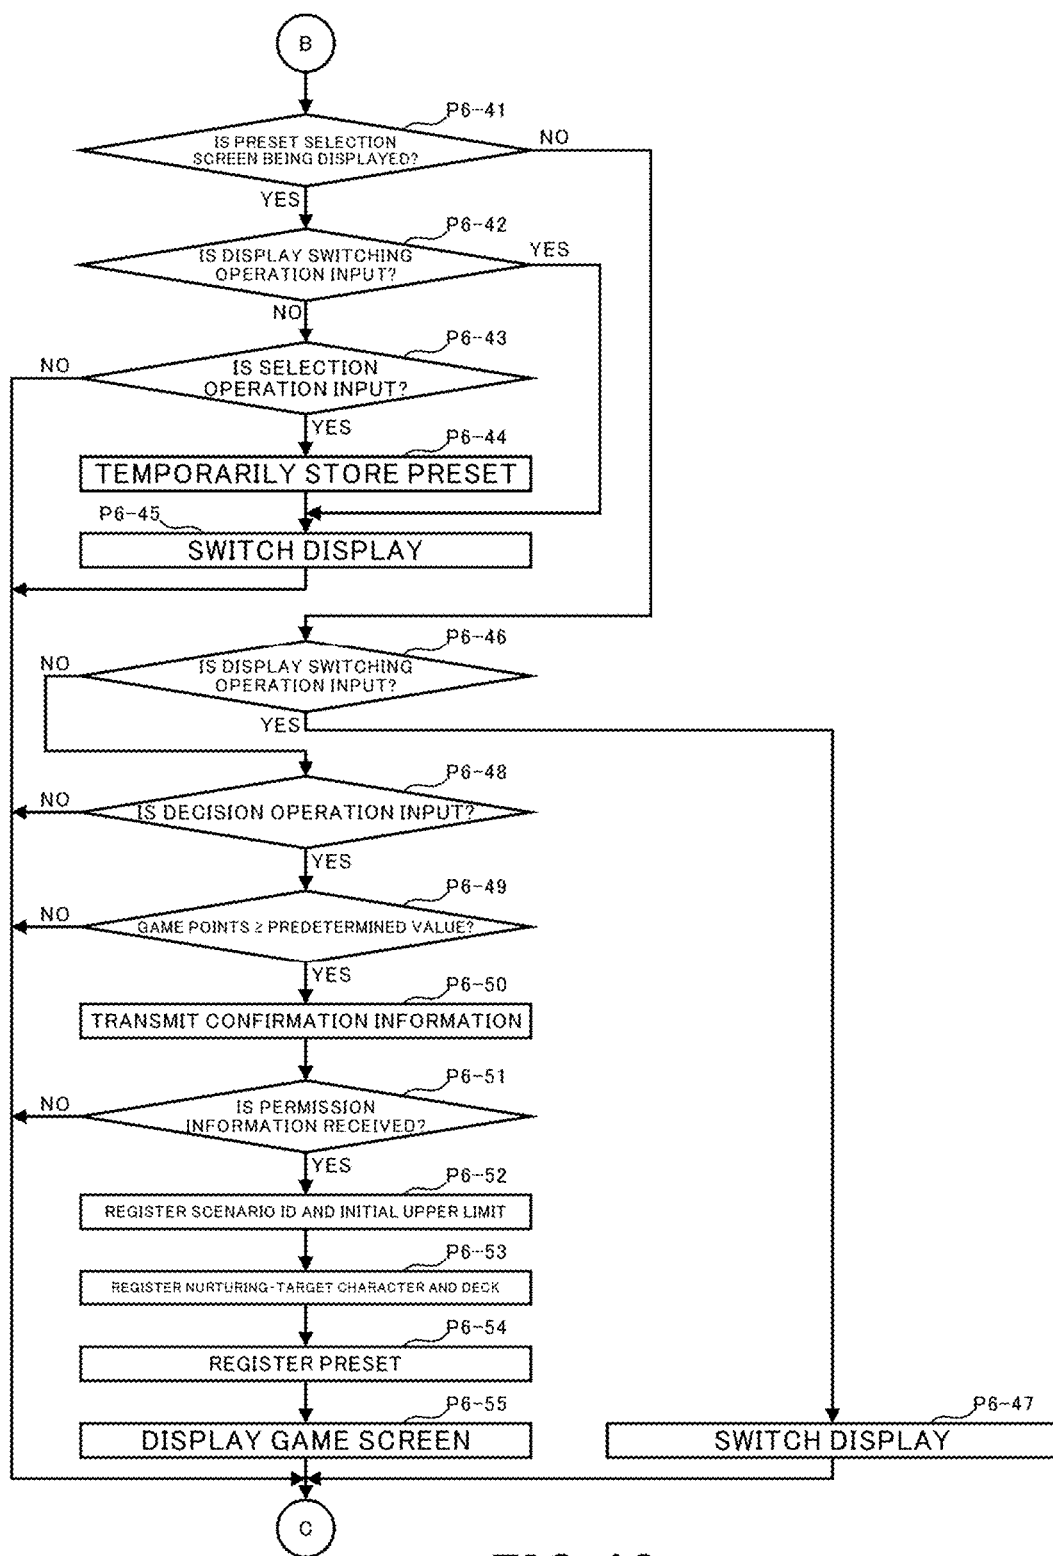 B
P6-41
IS PRESET SELECTION
SCREEN BEING DISPLAYED?
NO
YES
P6-42
IS DISPLAY SWITCHING
OPERATION INPUT?
YES
NO
P6-43
IS SELECTION
OPERATION INPUT?
NO
YES
P6-44
TEMPORARILY STORE PRESET
P6-45
SWITCH DISPLAY
P6-46
IS DISPLAY SWITCHING
OPERATION INPUT?
NO
YES
P6-48
IS DECISION OPERATION INPUT?
NO
YES
P6-49
GAME POINTS ≥ PREDETERMINED VALUE?
NO
YES
P6-50
TRANSMIT CONFIRMATION INFORMATION
P6-51
IS PERMISSION
INFORMATION RECEIVED?
NO
YES
P6-52
REGISTER SCENARIO ID AND INITIAL UPPER LIMIT
P6-53
REGISTER NURTURING-TARGET CHARACTER AND DECK
P6-54
REGISTER PRESET
P6-55
DISPLAY GAME SCREEN
P6-47
SWITCH DISPLAY
C